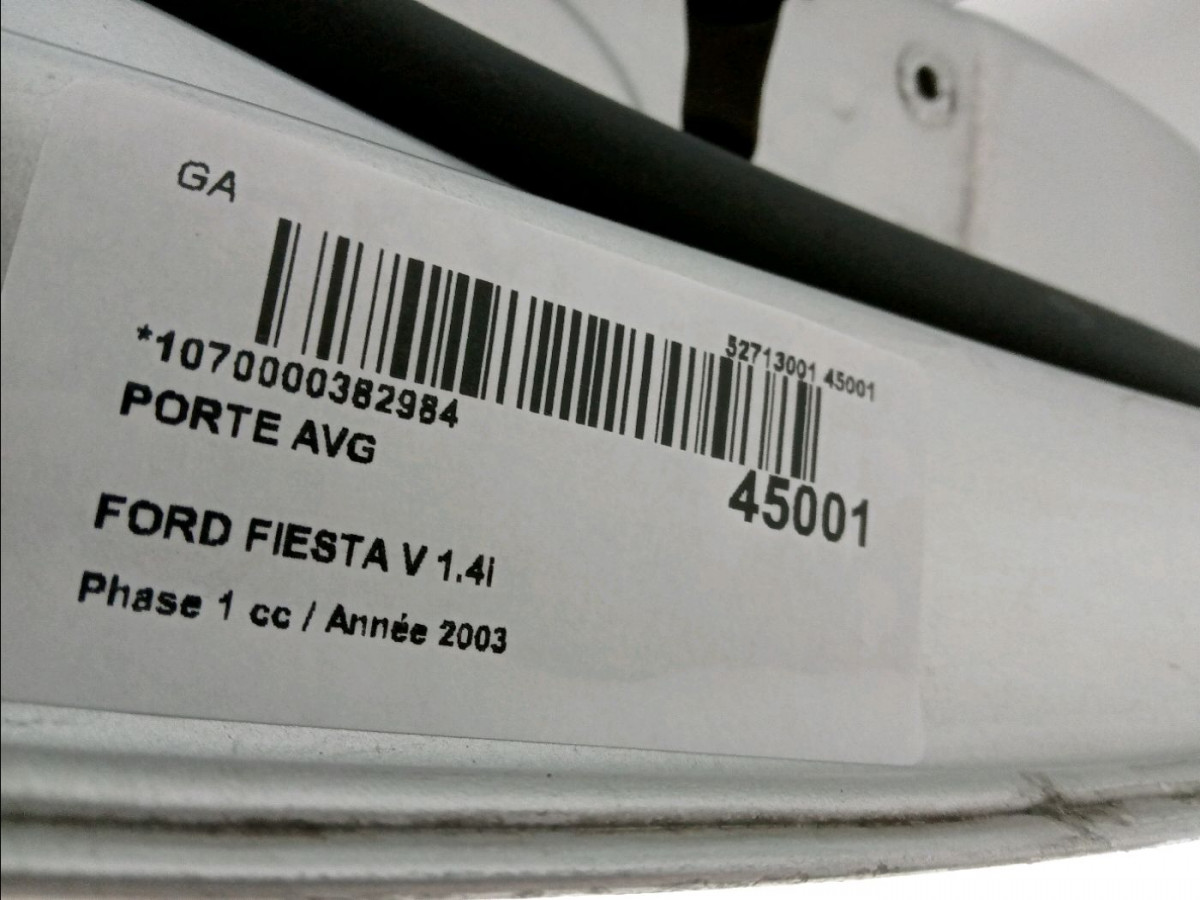 GA
52713001 45001
*1070000382984
PORTE AVG
45001
FORD FIESTA V 1.4i
Phase 1 cc / Année 2003